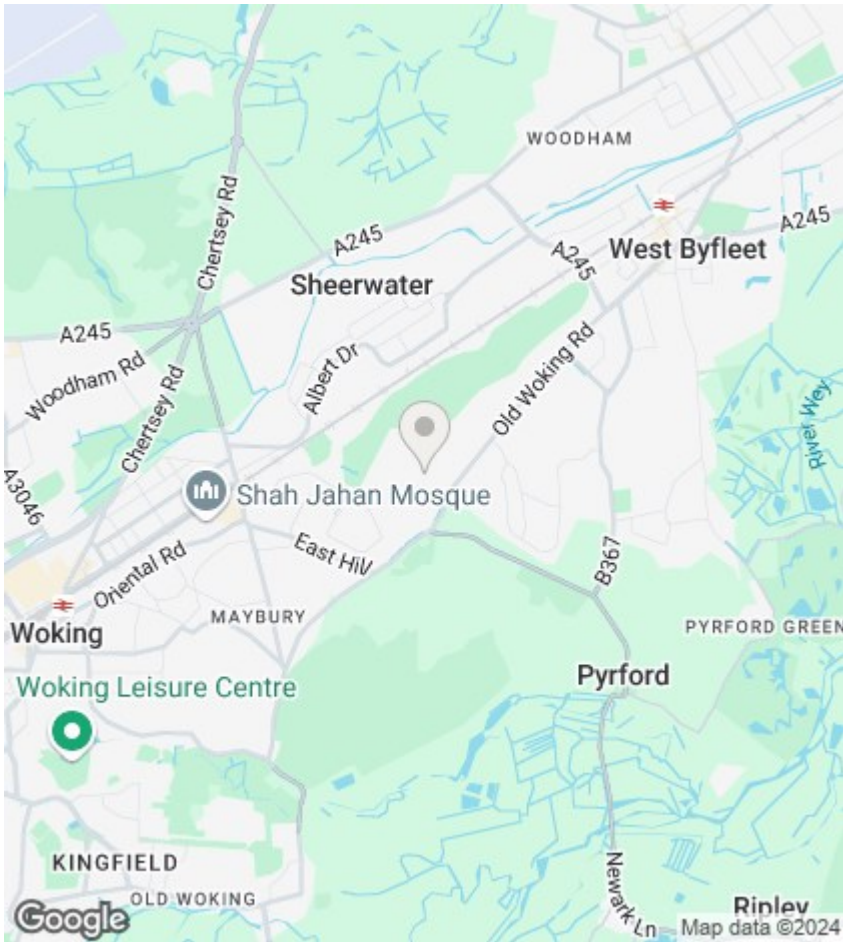 WOODHAM
A245
West Byfleet
A245
Chertsey Rd
Sheerwater
A245
A245
Woodham Rd
Albert Dr
Old Woking Rd
River Wey
Chertsey Rd
A3046
Shah Jahan Mosque
Oriental Rd
East Hil
B367
MAYBURY
PYRFORD GREEN
Woking
Pyrford
Woking Leisure Centre
KINGFIELD
OLD WOKING
Newark Ln
Ripley
Google
Map data ©2024